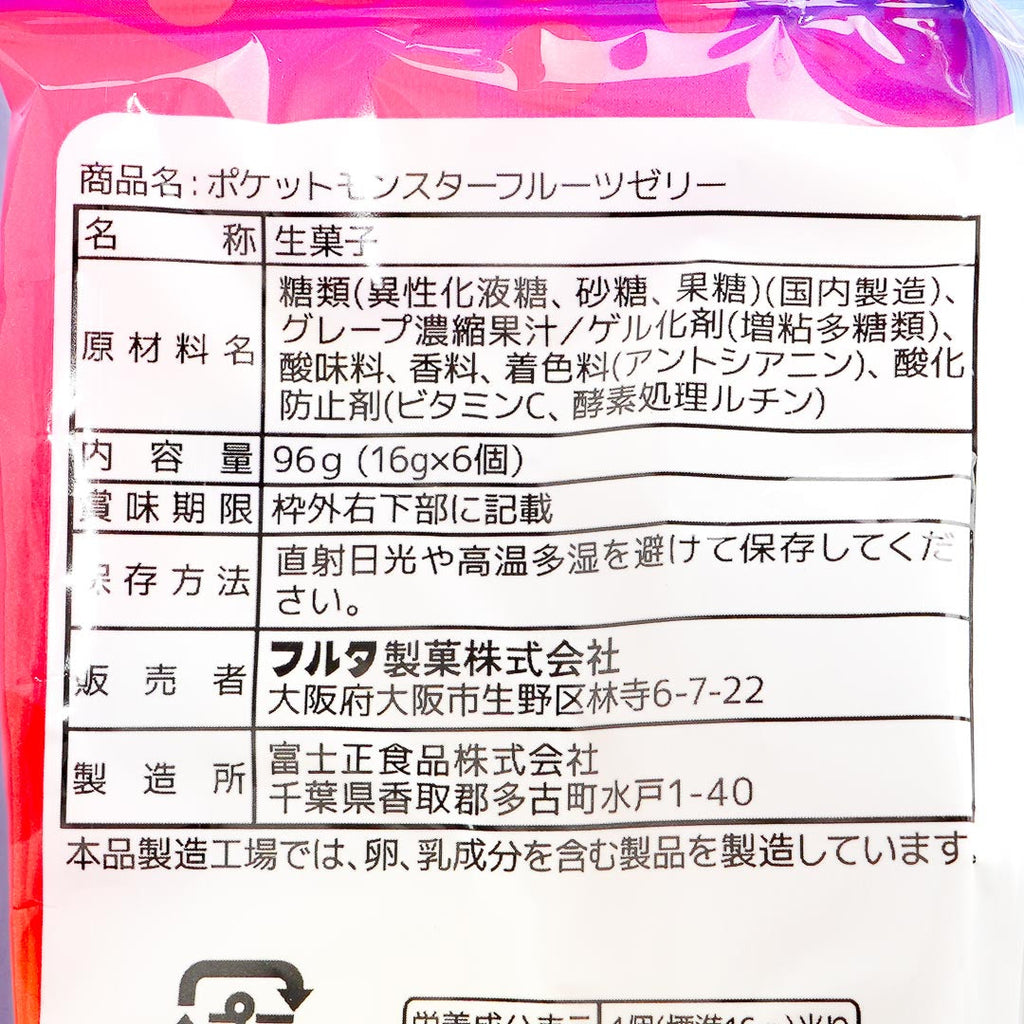 商品名:ポケットモンスターフルーツゼリー
名称 生菓子
原材料名 糖類(異性化液糖、砂糖、果糖)(国内製造)、
グレープ濃縮果汁/ゲル化剤(増粘多糖類)、
酸味料、香料、着色料(アントシアニン)、酸化
防止剤(ビタミンC、酵素処理ルチン)
内容量 96g (16g×6個)
賞味期限 枠外右下部に記載
保存方法 直射日光や高温多湿を避けて保存してくだ
さい。
販売者 フルタ製菓株式会社
大阪府大阪市生野区林寺6-7-22
製造所 富士正食品株式会社
千葉県香取郡多古町水戸1-40
本品製造工場では、卵、乳成分を含む製品を製造しています。